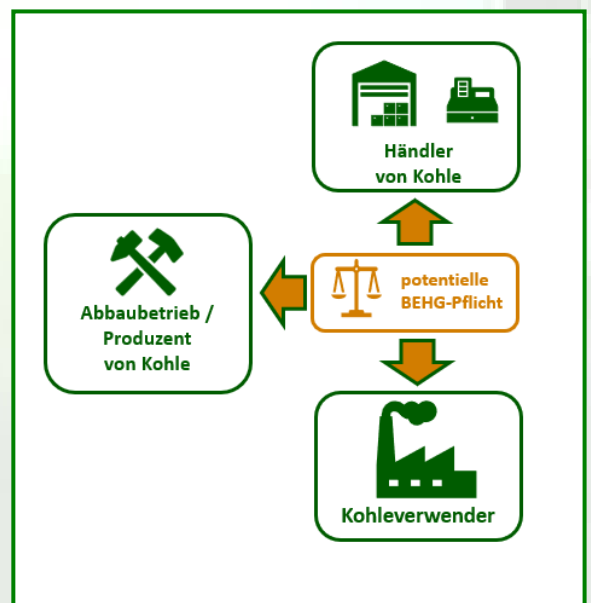 Händler
von Kohle
potentielle
BEHG-Pflicht
Abbaubetrieb /
Produzent
von Kohle
Kohleverwender